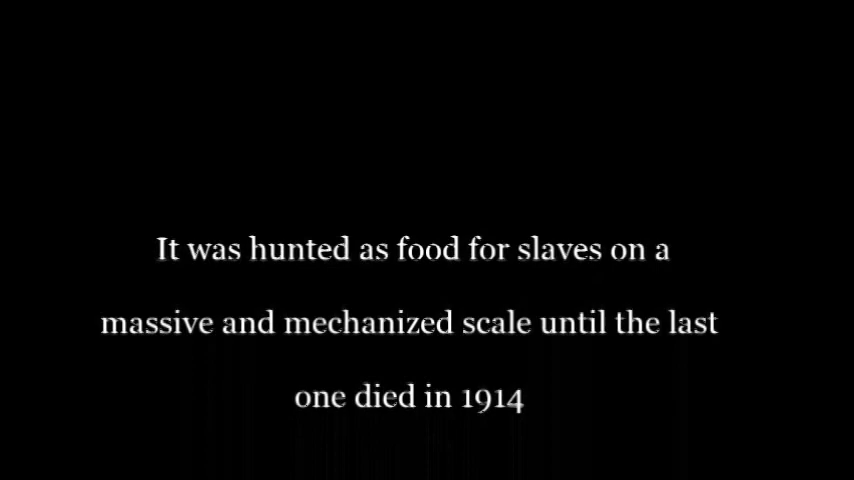 It was hunted as food for slaves on a
massive and mechanized scale until the last
one died in 1914